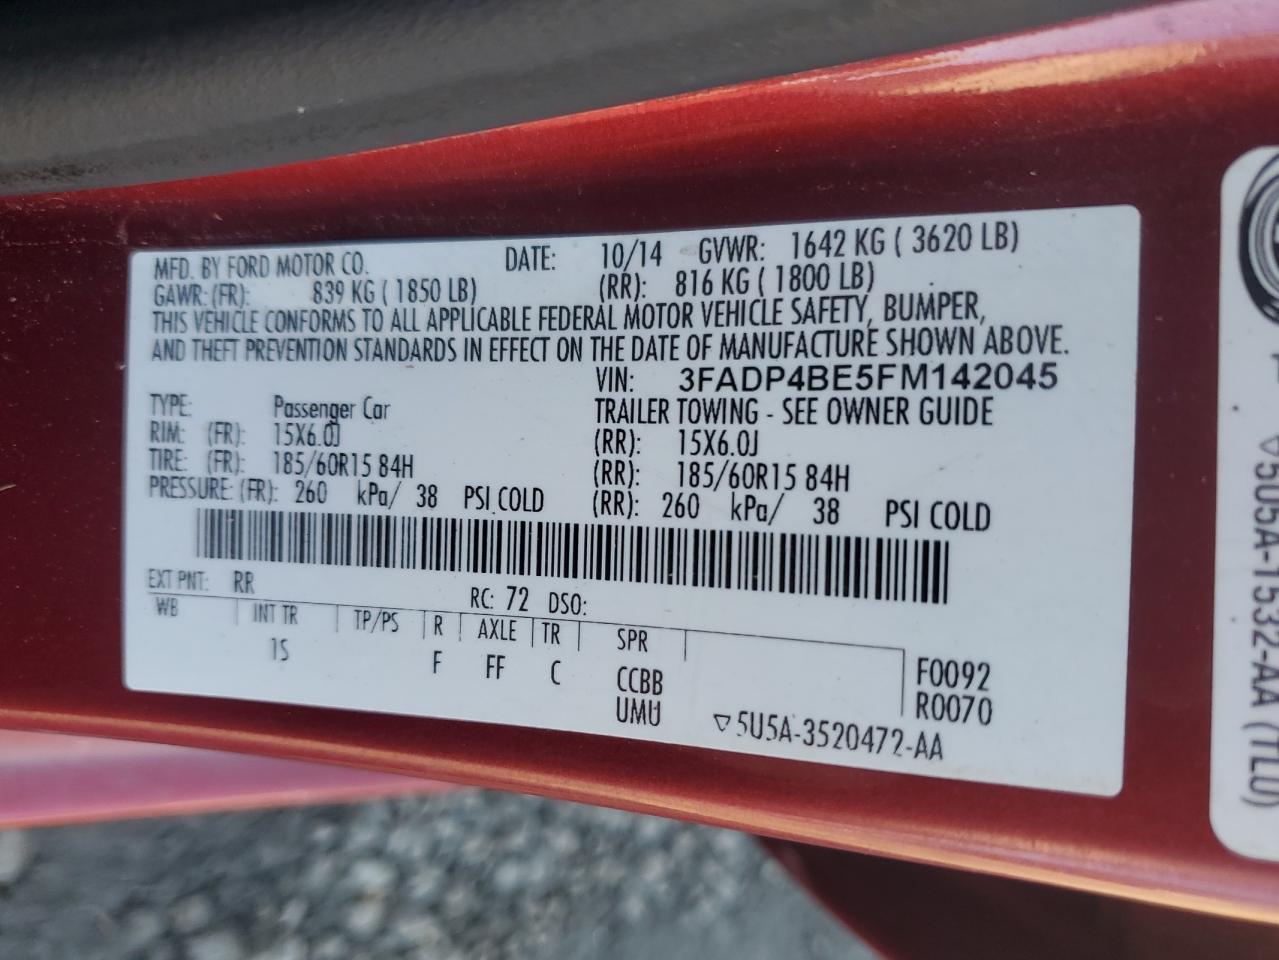 MFD. BY FORD MOTOR CO. DATE: 10/14 GVWR: 1642 KG ( 3620 LB)
GAWR: (FR): 839 KG ( 1850 LB) (RR): 816 KG ( 1800 LB)
THIS VEHICLE CONFORMS TO ALL APPLICABLE FEDERAL MOTOR VEHICLE SAFETY, BUMPER,
AND THEFT PREVENTION STANDARDS IN EFFECT ON THE DATE OF MANUFACTURE SHOWN ABOVE.
VIN: 3FADP4BE5FM142045
TYPE: Passenger Car TRAILER TOWING - SEE OWNER GUIDE
RIM: (FR): 15X6.0J (RR): 15X6.0J
TIRE: (FR): 185/60R15 84H (RR): 185/60R15 84H
PRESSURE: (FR): 260 kPa/ 38 PSI COLD (RR): 260 kPa/ 38 PSI COLD
EXT PNT: RR RC: 72 DSO:
WB INT TR TP/PS R AXLE TR SPR
1S F FF C CCBB F0092
UMU R0070
▽5U5A-3520472-AA
▽5U5A-1532-AA (TLU)